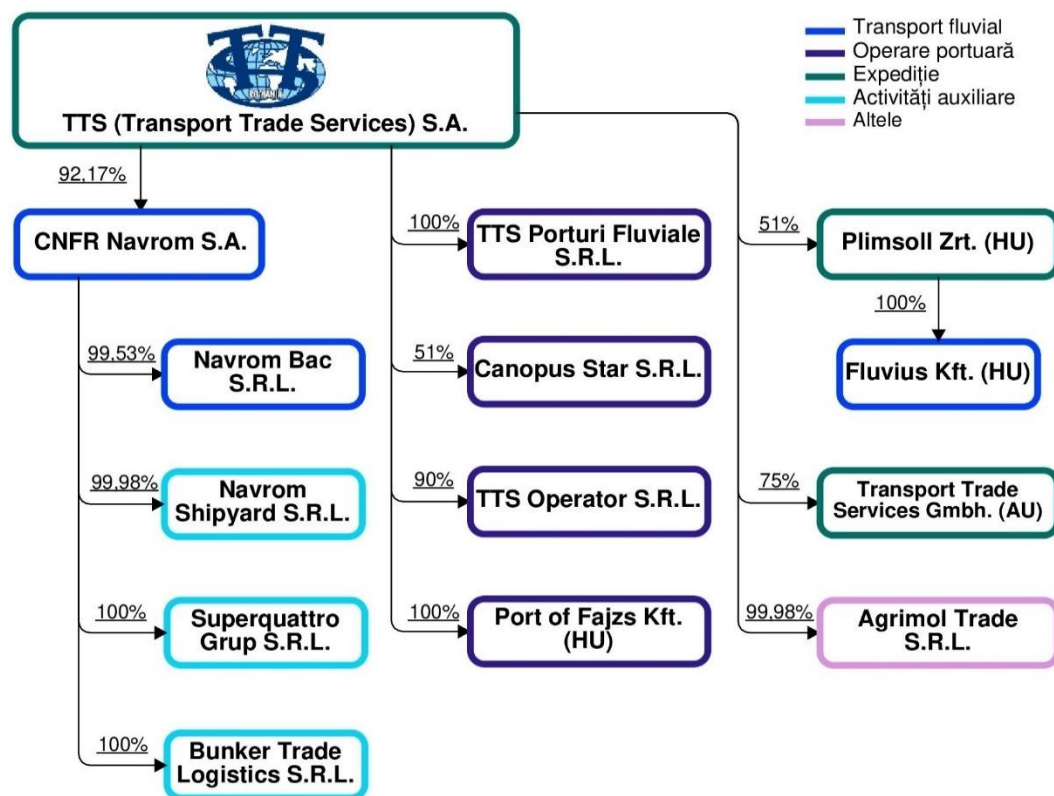 ROMANIA
TTS (Transport Trade Services) S.A.
Transport fluvial
Operare portuară
Expediție
Activități auxiliare
Altele
92,17%
CNFR Navrom S.A.
99,53%
Navrom Bac
S.R.L.
99,98%
Navrom
Shipyard S.R.L.
100%
Superquattro
Grup S.R.L.
100%
Bunker Trade
Logistics S.R.L.
100%
TTS Porturi Fluviale
S.R.L.
51%
Canopus Star S.R.L.
90%
TTS Operator S.R.L.
100%
Port of Fajzs Kft.
(HU)
51%
Plimsoll Zrt. (HU)
100%
Fluvius Kft. (HU)
75%
Transport Trade
Services Gmbh. (AU)
99,98%
Agrimol Trade
S.R.L.